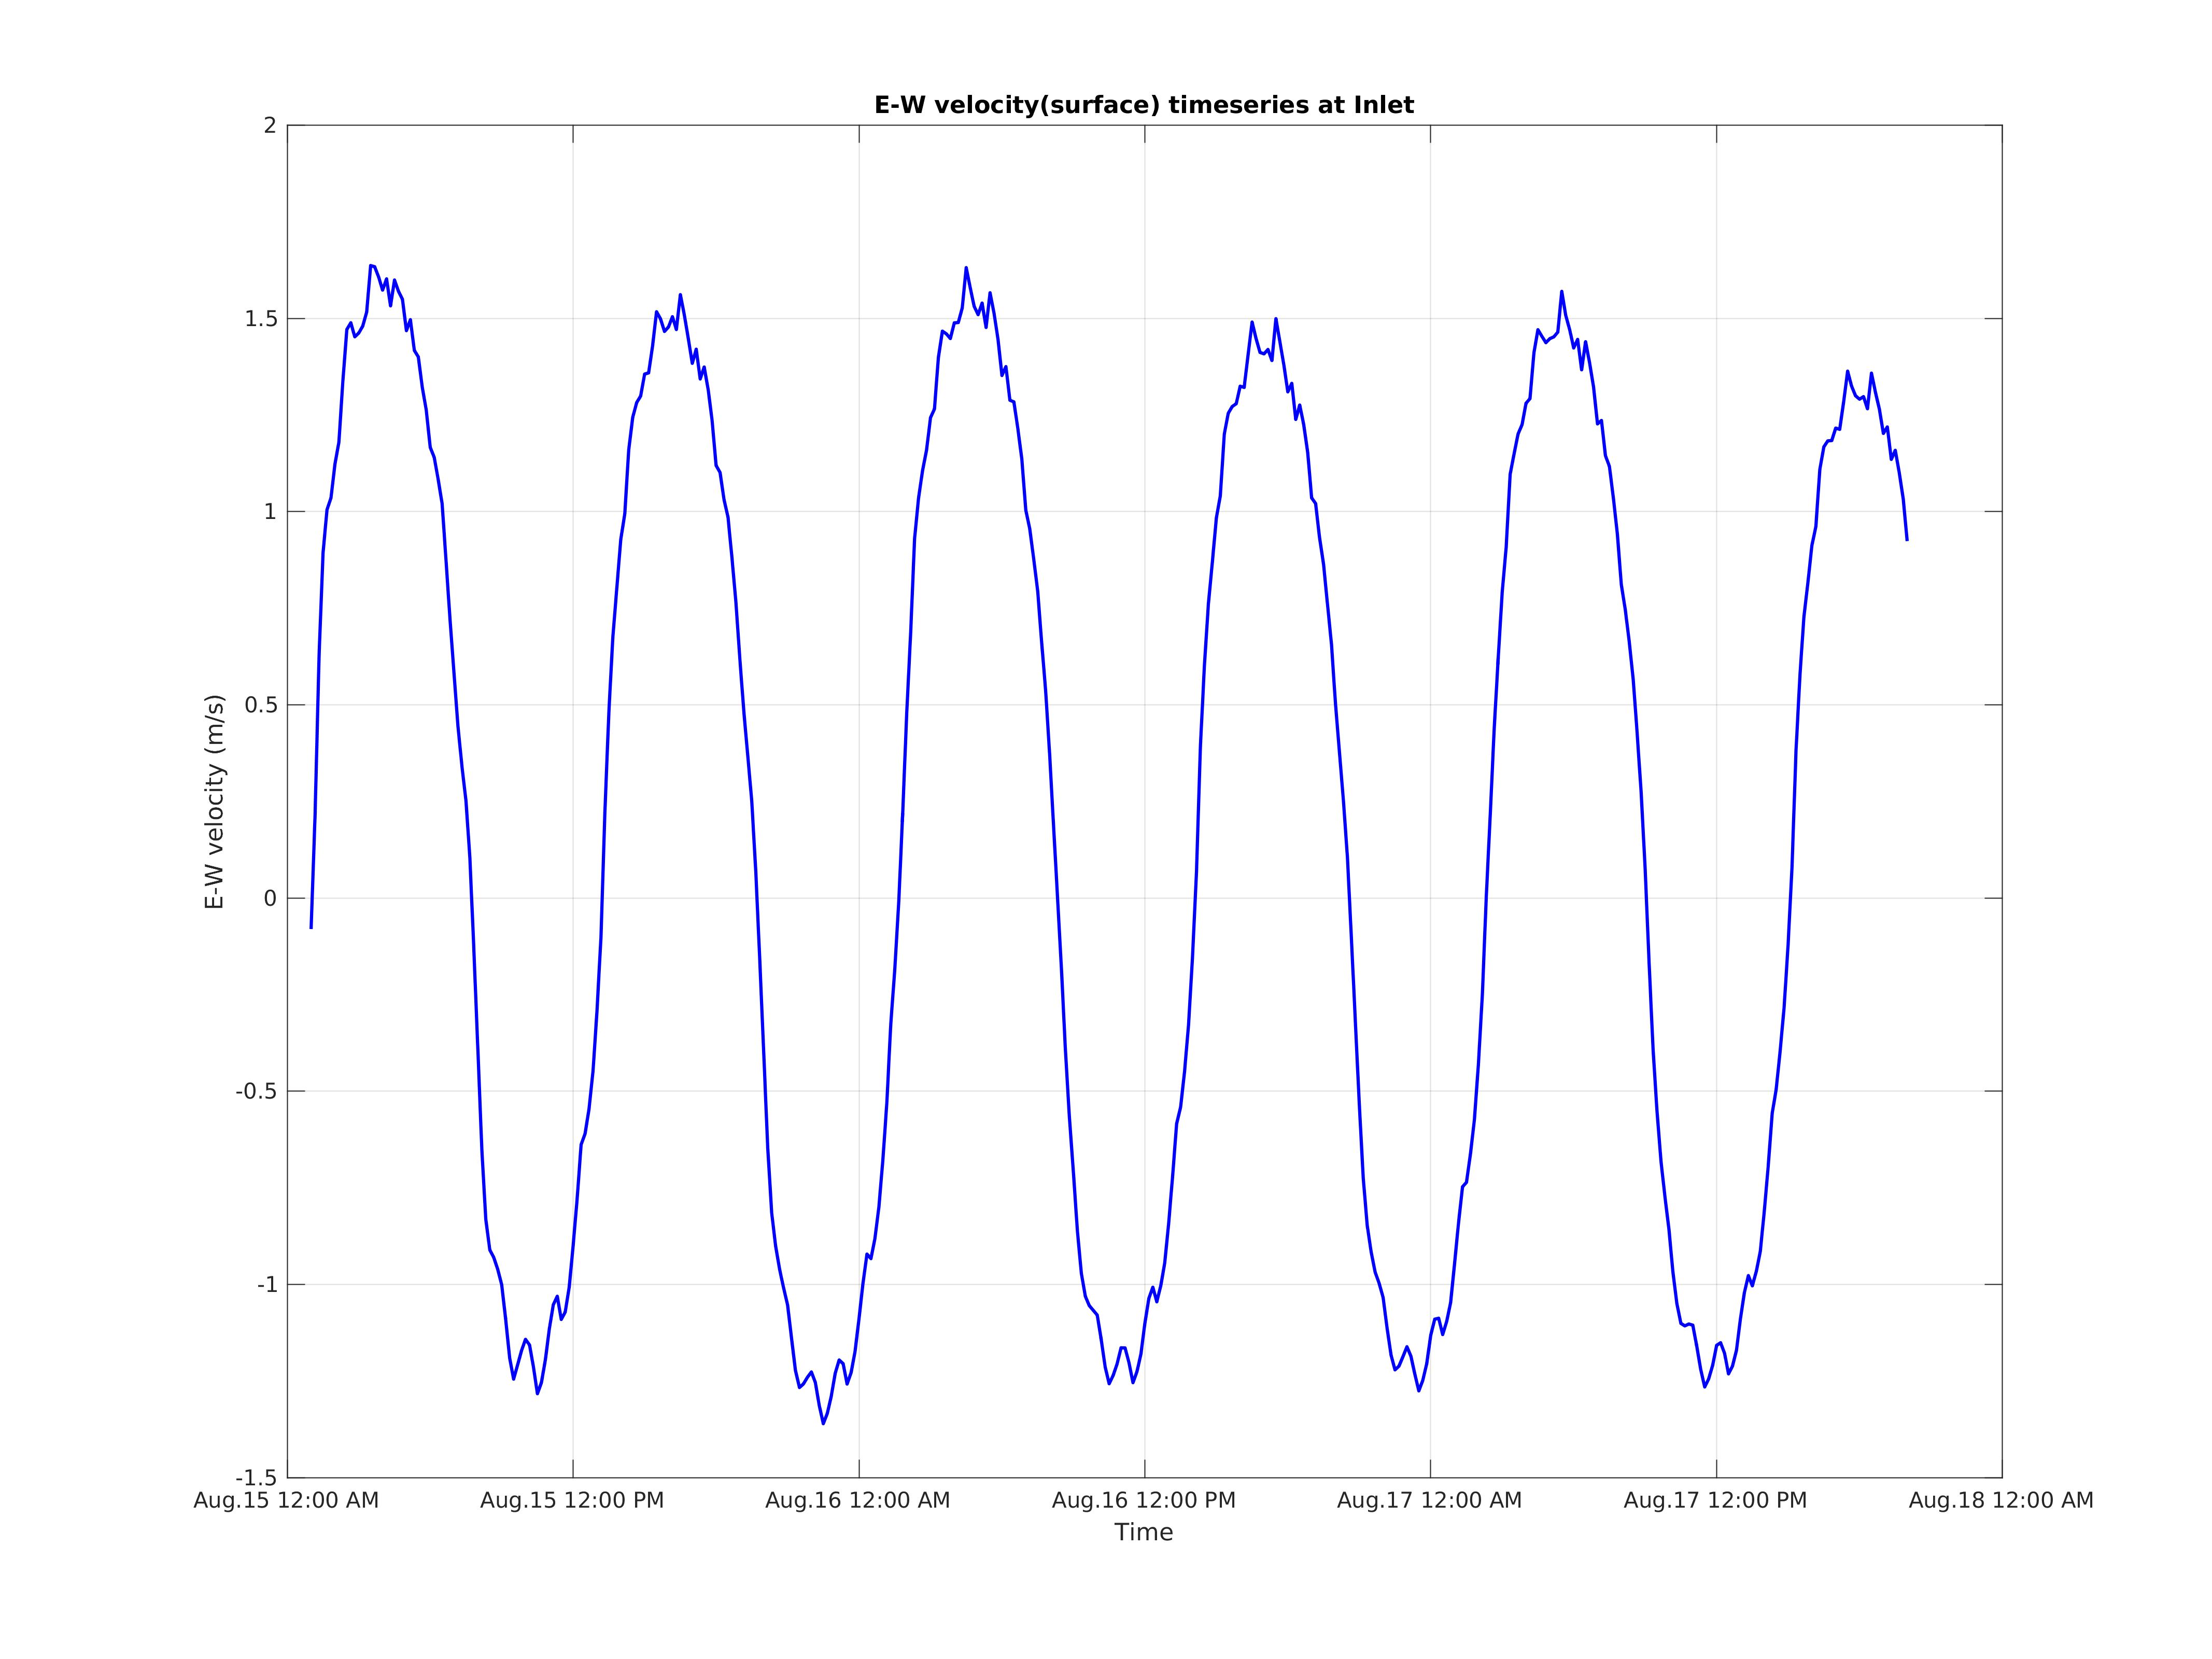 E-W velocity(surface) timeseries at Inlet
2
1.5
1
0.5
0
-0.5
-1
-1.5
E-W velocity (m/s)
Aug.15 12:00 AM Aug.15 12:00 PM Aug.16 12:00 AM Aug.16 12:00 PM Aug.17 12:00 AM Aug.17 12:00 PM Aug.18 12:00 AM
Time